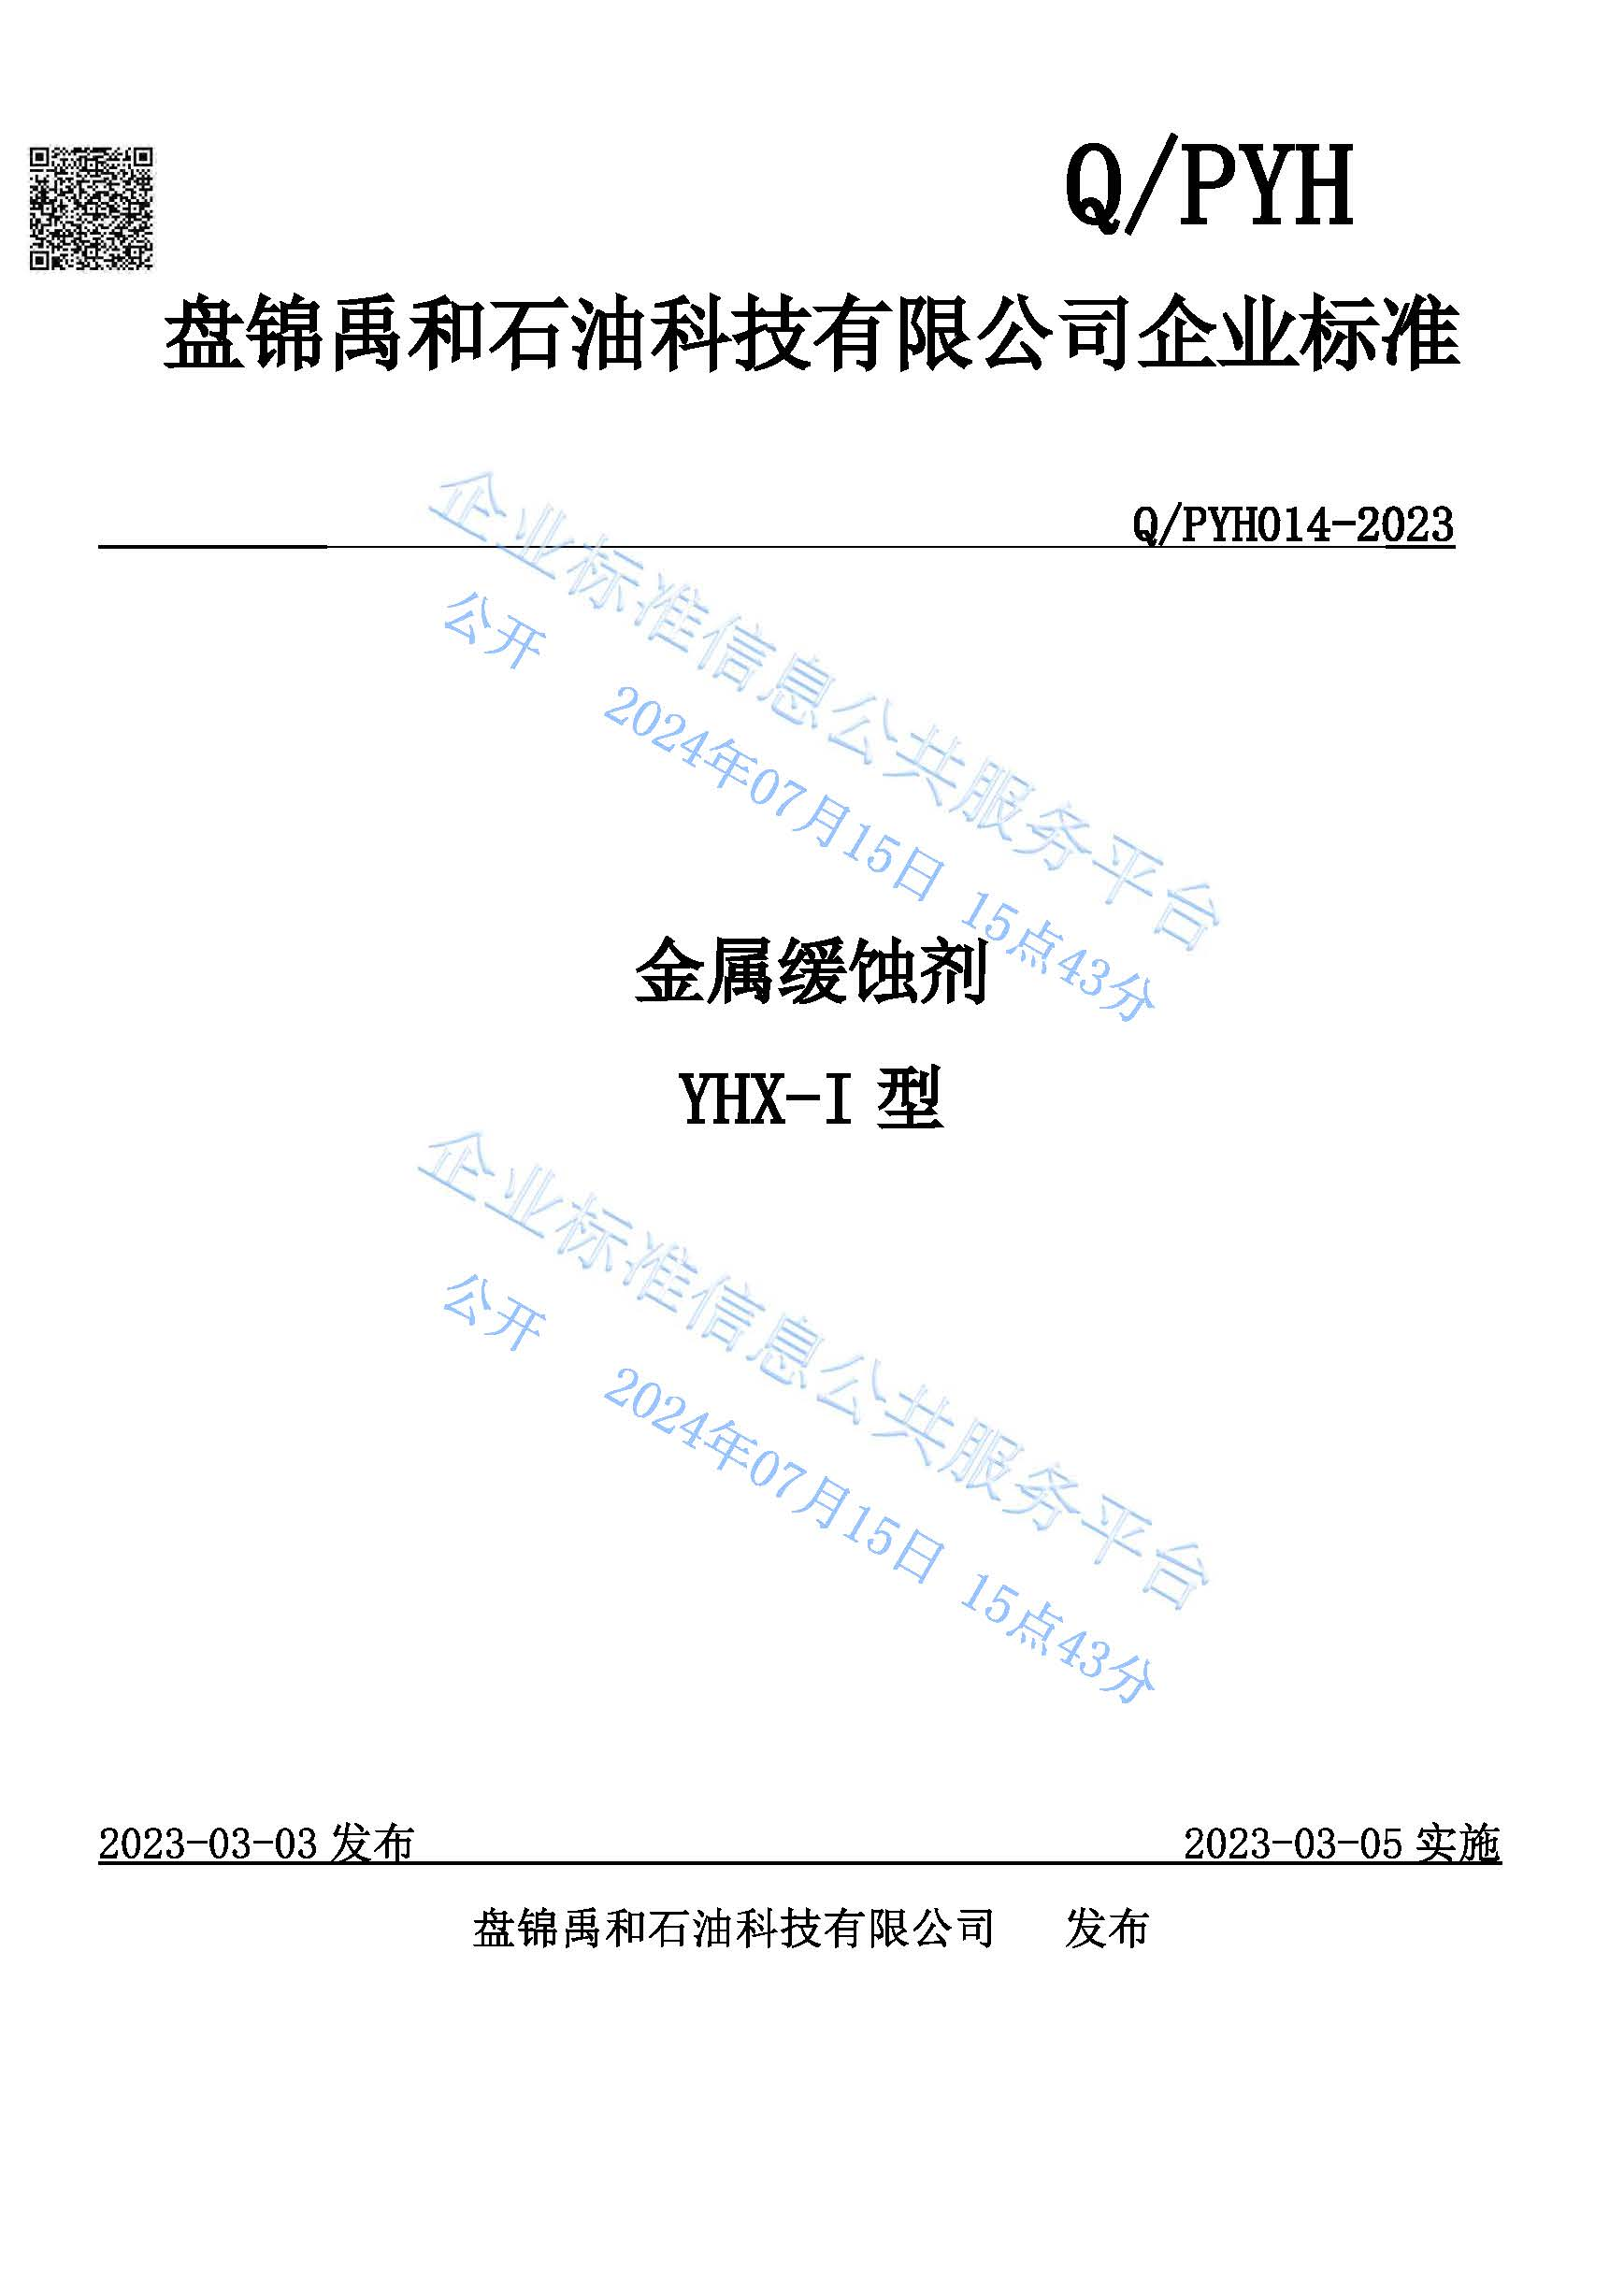 Q/PYH
盘锦禹和石油科技有限公司企业标准
Q/PYH014-2023
企业标准信息公共服务平台
公开 2024年07月15日 15点43分
金属缓蚀剂
YHX-I 型
企业标准信息公共服务平台
公开 2024年07月15日 15点43分
2023-03-03 发布 2023-03-05 实施
盘锦禹和石油科技有限公司 发布